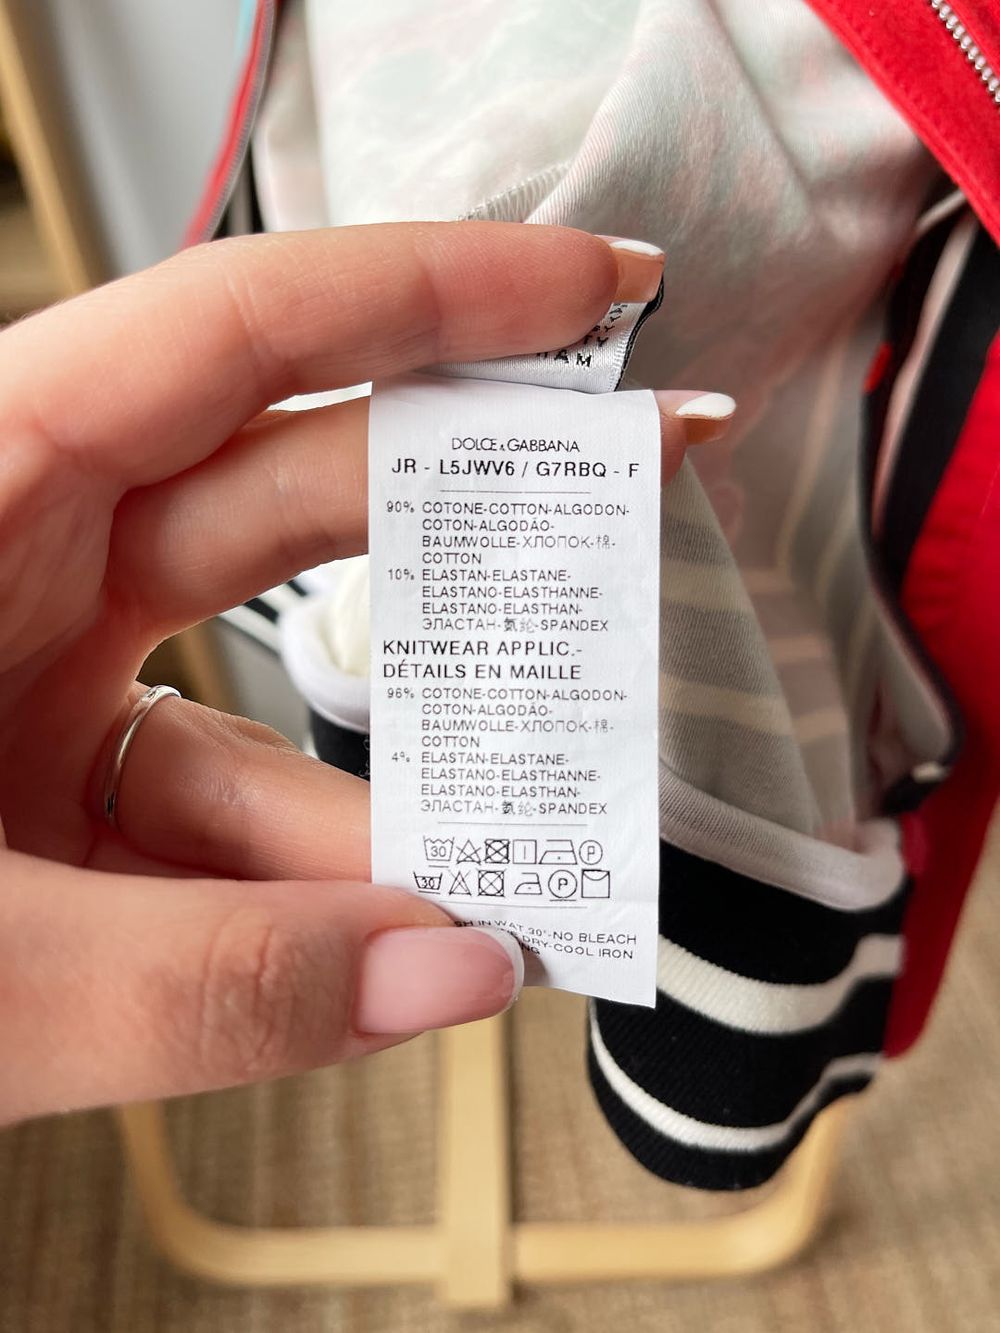 HAM
DOLCE & GABBANA
JR - L5JWV6 / G7RBQ - F
90% COTONE-COTTON-ALGODON-
COTON-ALGODÃO-
BAUMWOLLE-ХЛОПОК-棉-
COTTON
10% ELASTAN-ELASTANE-
ELASTANO-ELASTHANNE-
ELASTANO-ELASTHAN-
ЭЛАСТАН-氨纶-SPANDEX
KNITWEAR APPLIC.-
DÉTAILS EN MAILLE
96% COTONE-COTTON-ALGODON-
COTON-ALGODÃO-
BAUMWOLLE-ХЛОПОК-棉-
COTTON
4% ELASTAN-ELASTANE-
ELASTANO-ELASTHANNE-
ELASTANO-ELASTHAN-
ЭЛАСТАН-氨纶-SPANDEX
30 P
30 P
IN WAT.30°-NO BLEACH
DRY-COOL IRON